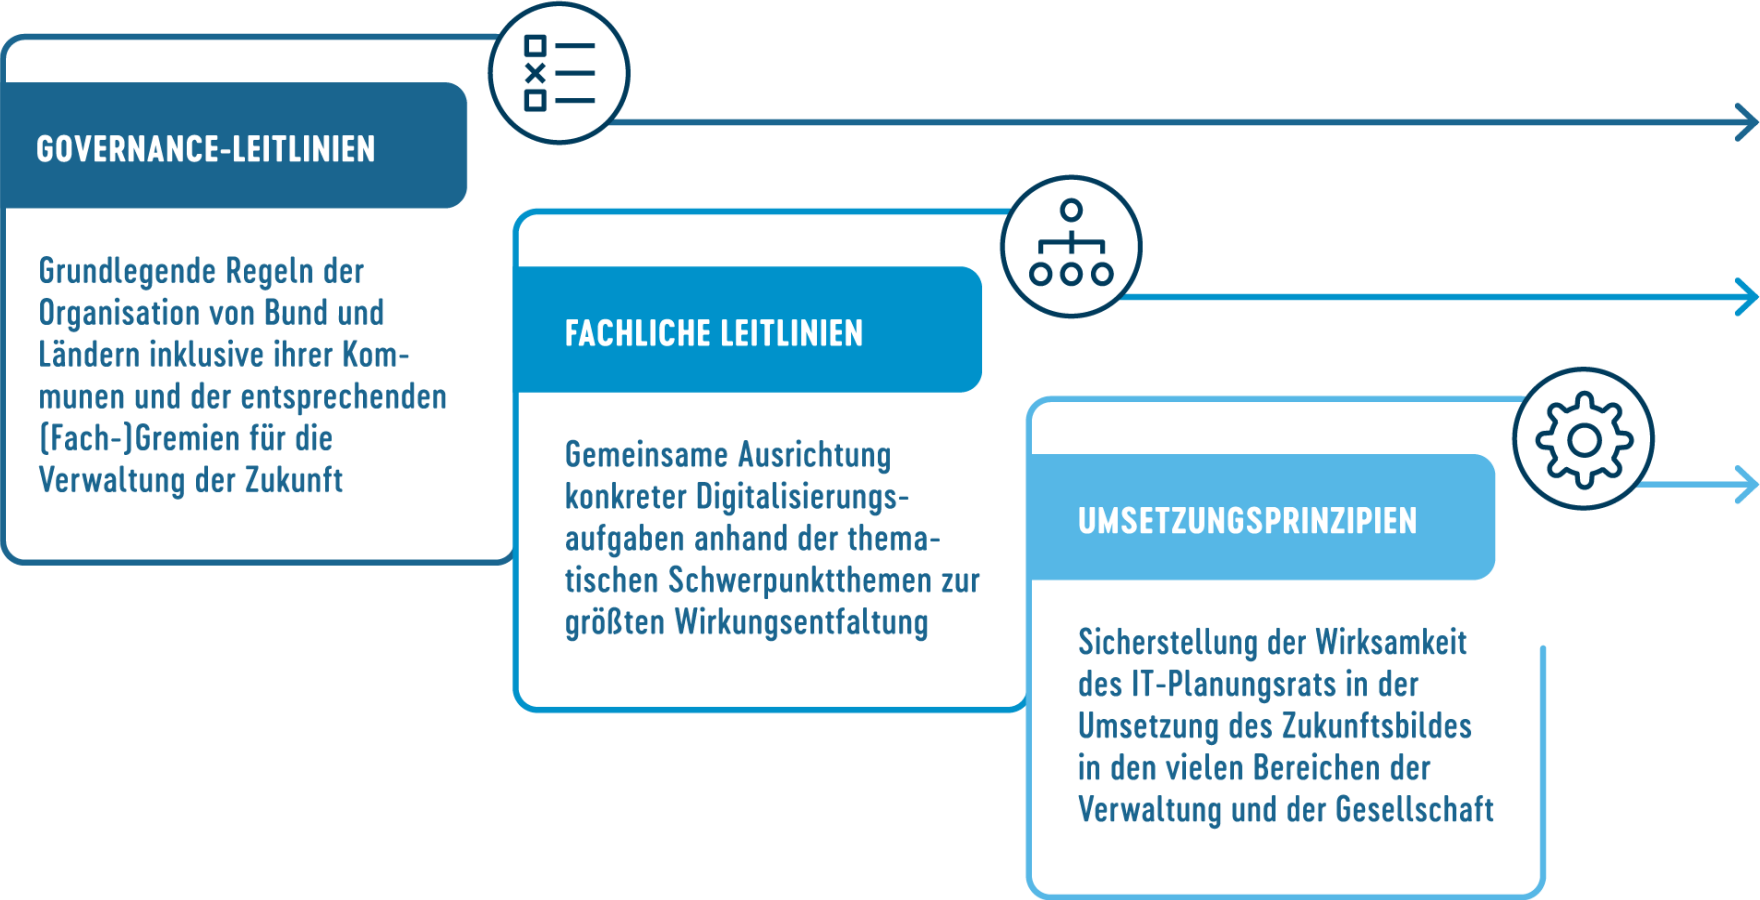 GOVERNANCE-LEITLINIEN
Grundlegende Regeln der
Organisation von Bund und
Ländern inklusive ihrer Kom-
munen und der entsprechenden
(Fach-)Gremien für die
Verwaltung der Zukunft
FACHLICHE LEITLINIEN
Gemeinsame Ausrichtung
konkreter Digitalisierungs-
aufgaben anhand der thema-
tischen Schwerpunktthemen zur
größten Wirkungsentfaltung
UMSETZUNGSPRINZIPIEN
Sicherstellung der Wirksamkeit
des IT-Planungsrats in der
Umsetzung des Zukunftsbildes
in den vielen Bereichen der
Verwaltung und der Gesellschaft